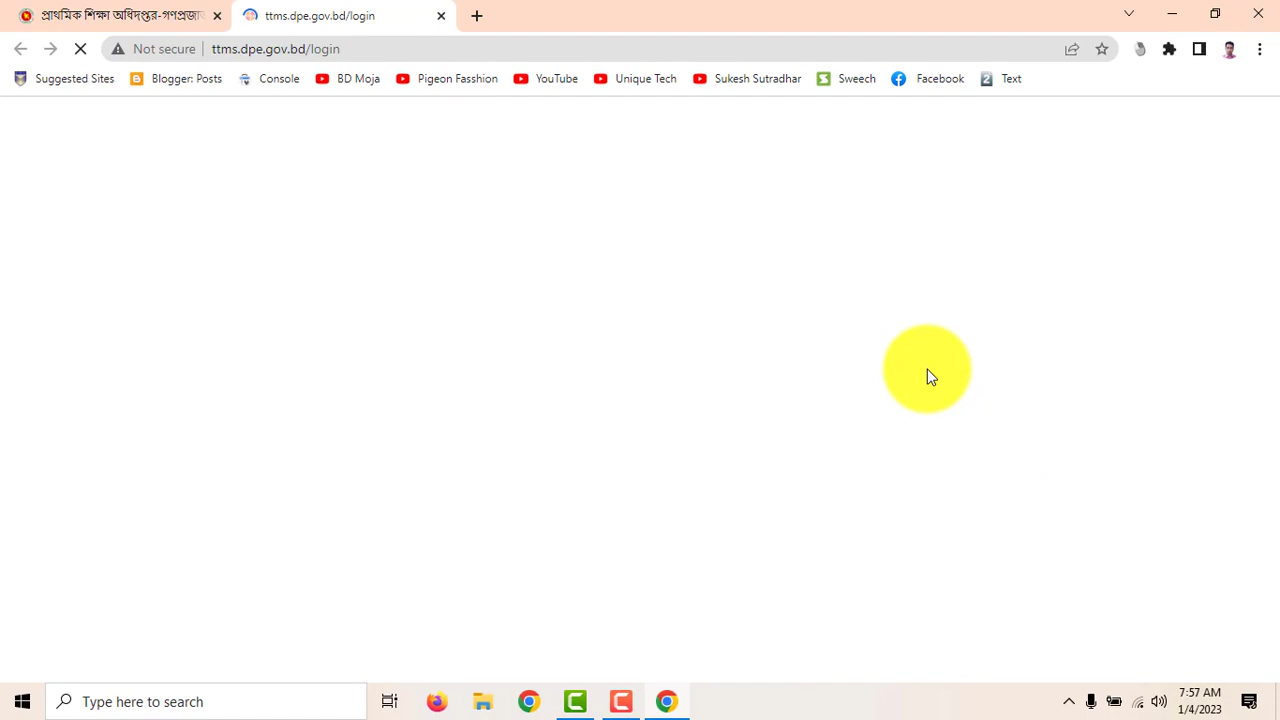 প্রাথমিক শিক্ষা অধিদপ্তর-গণপ্রজা
ttms.dpe.gov.bd/login
Not secure
ttms.dpe.gov.bd/login
Suggested Sites
Blogger: Posts
Console
BD Moja
Pigeon Fasshion
YouTube
Unique Tech
Sukesh Sutradhar
Sweech
Facebook
Text
Type here to search
7:57 AM
1/4/2023